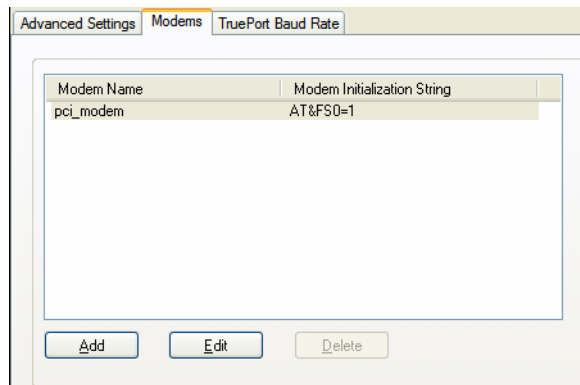 Advanced Settings Modems TruePort Baud Rate
Modem Name Modem Initialization String
pci_modem AT&FS0=1
Add Edit Delete